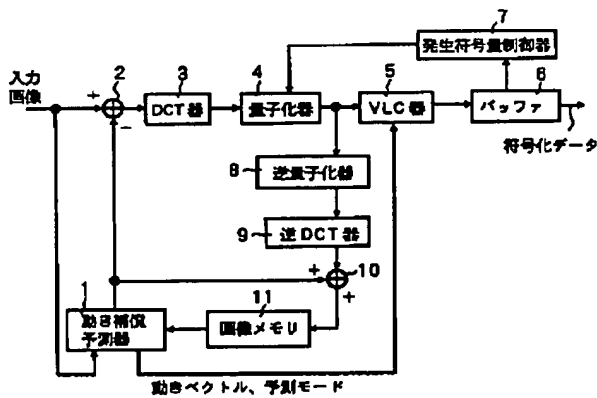 7
発生符号量制御器
入力
画像
+
2
−
3
DCT器
4
量子化器
5
VLC器
6
バッファ
符号化データ
8
逆量子化器
9
逆DCT器
+
10
+
1
動き補償
予測器
11
画像メモリ
動きベクトル、予測モード